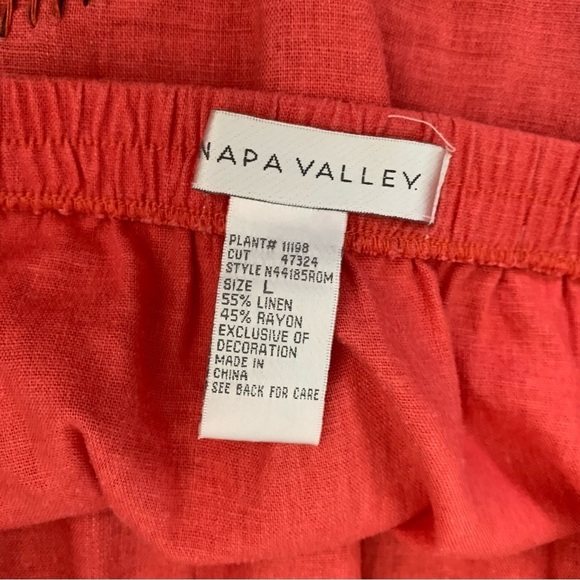 NAPA VALLEY.
PLANT# 11198
CUT 47324
STYLE N44185ROM
SIZE L
55% LINEN
45% RAYON
EXCLUSIVE OF
DECORATION
MADE IN
CHINA
SEE BACK FOR CARE